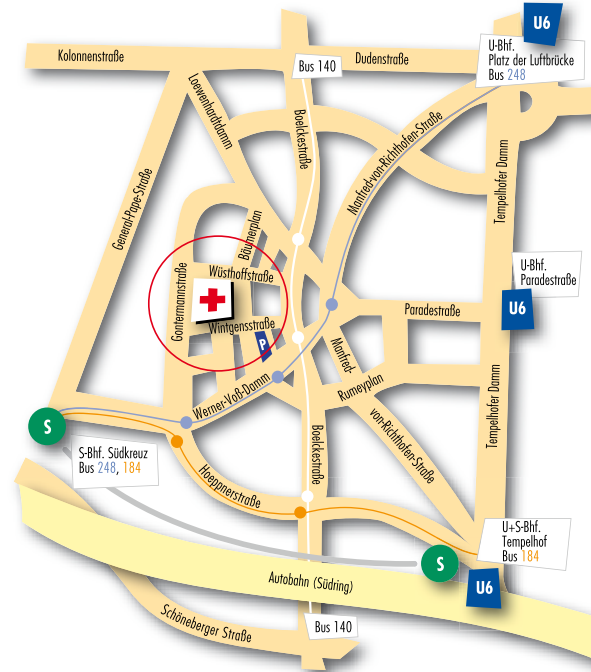 U6
U-Bhf.
Platz der Luftbrücke
Bus 248
Kolonnenstraße
Bus 140
Dudenstraße
Loewenhardtdamm
Boelckestraße
Manfred-von-Richthofen-Straße
Tempelhofer Damm
General-Pape-Straße
Bäumerplan
U-Bhf.
Paradestraße
U6
Wüsthoffstraße
Gontermannstraße
Wintgensstraße
P
Paradestraße
Manfred-
Rumeyplan
Werner-Voß-Damm
von-Richthofen-Straße
Tempelhofer Damm
S
S-Bhf. Südkreuz
Bus 248, 184
Boelckestraße
Hoeppnerstraße
U+S-Bhf.
Tempelhof
Bus 184
S
U6
Autobahn (Südring)
Schöneberger Straße
Bus 140